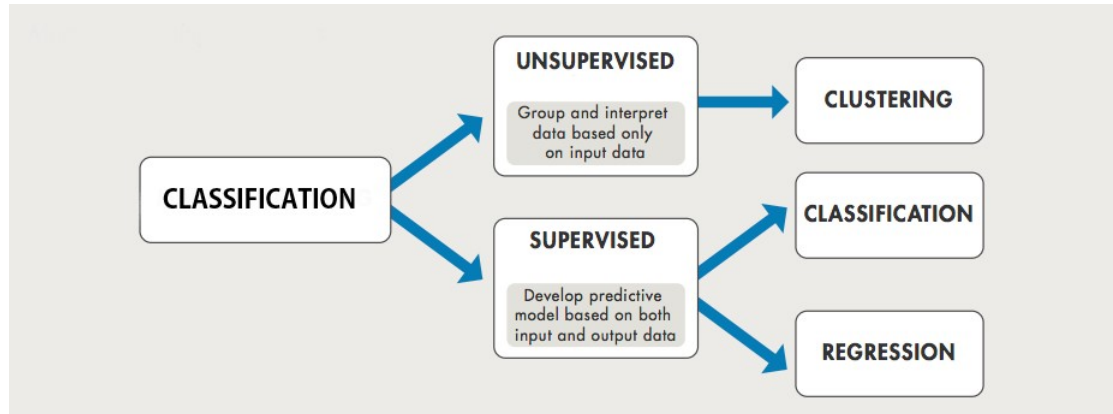 CLASSIFICATION
UNSUPERVISED
Group and interpret
data based only
on input data
SUPERVISED
Develop predictive
model based on both
input and output data
CLUSTERING
CLASSIFICATION
REGRESSION